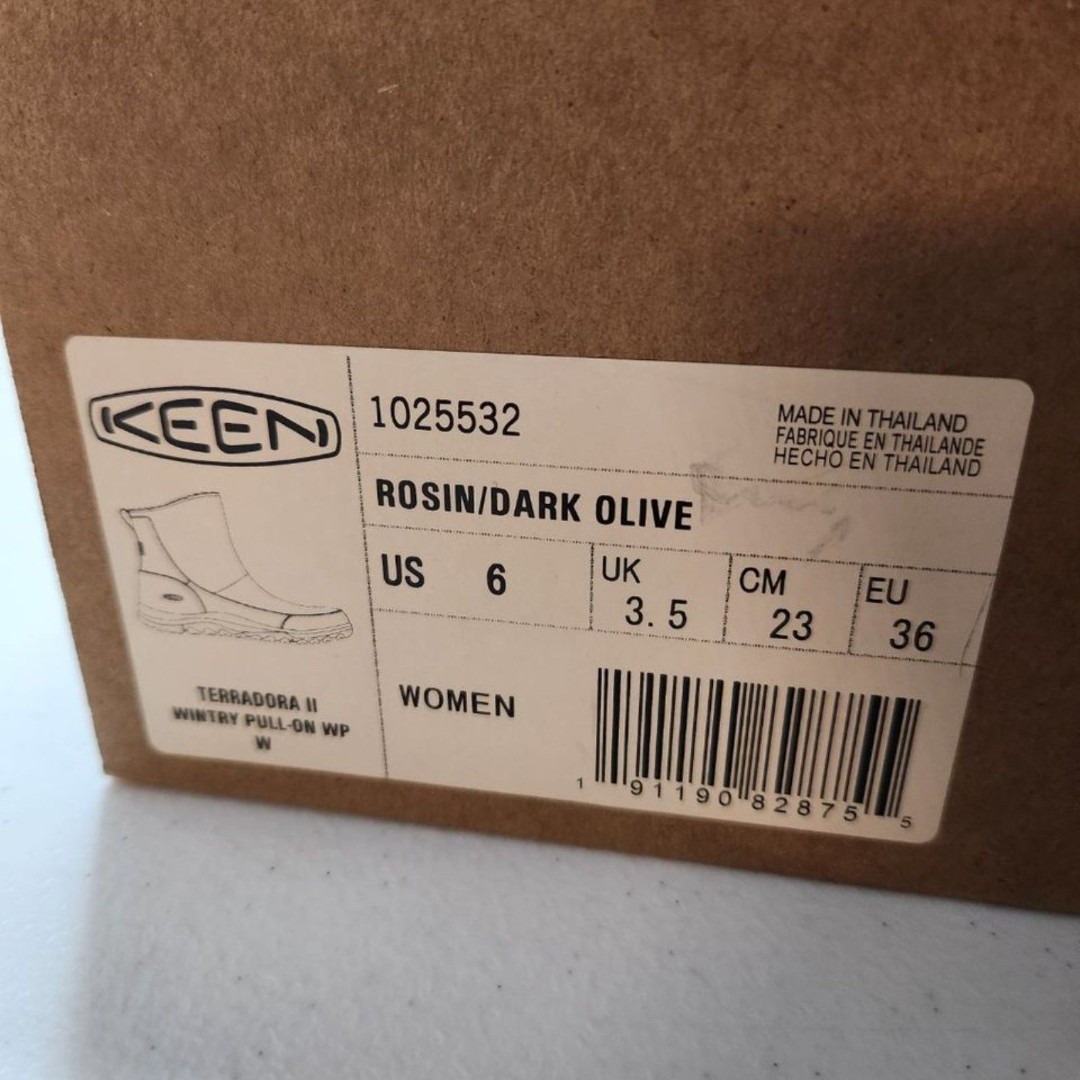 KEEN
1025532
MADE IN THAILAND
FABRIQUE EN THAILANDE
HECHO EN THAILAND
ROSIN/DARK OLIVE
US 6
UK 3.5
CM 23
EU 36
TERRADORA II
WINTRY PULL-ON WP
W
WOMEN
1 91190 82875 5